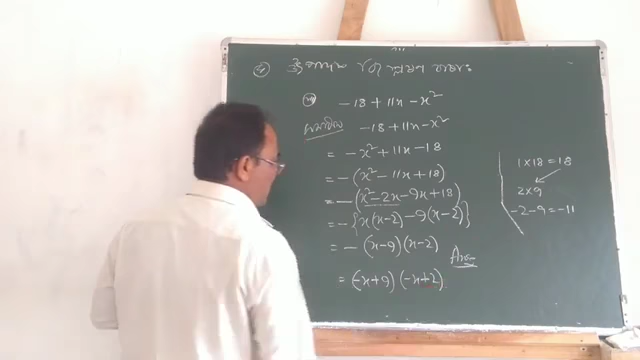 - 18 + 11x - x²
- 18 + 11x - x²
= - x² + 11x - 18
= - (x² - 11x + 18)
= - (x² - 2x - 9x + 18)
= - {x(x-2) - 9(x-2)}
= - (x-9)(x-2)
= (-x+9)(-x+2)
1×18 = 18
2×9
-2-9 = -11